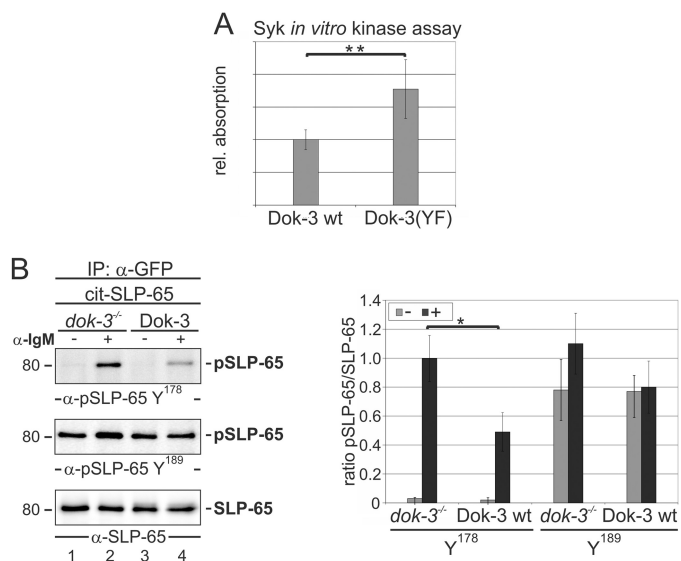 A
Syk in vitro kinase assay
**
rel. absorption
Dok-3 wt Dok-3(YF)
B
IP: α-GFP
cit-SLP-65
dok-3-/- Dok-3
α-IgM - + - +
80 – -pSLP-65
-α-pSLP-65 Y178 -
80 – -pSLP-65
-α-pSLP-65 Y189 -
80 – -SLP-65
α-SLP-65
1 2 3 4
ratio pSLP-65/SLP-65
1.4
1.2
1.0
0.8
0.6
0.4
0.2
0
- +
*
dok-3-/- Dok-3 wt dok-3-/- Dok-3 wt
Y178 Y189